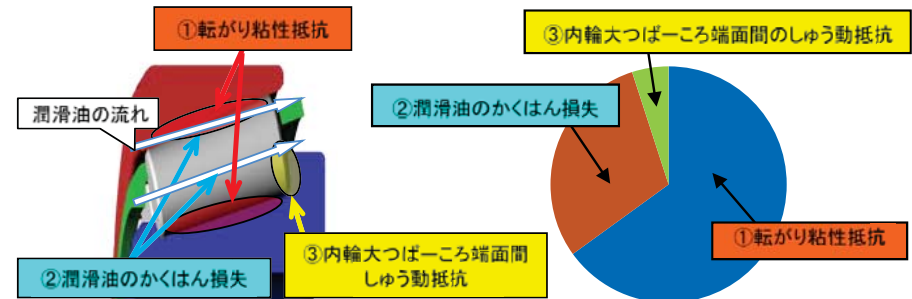 ①転がり粘性抵抗
潤滑油の流れ
②潤滑油のかくはん損失
③内輪大つばーころ端面間
しゅう動抵抗
③内輪大つばーころ端面間のしゅう動抵抗
②潤滑油のかくはん損失
①転がり粘性抵抗